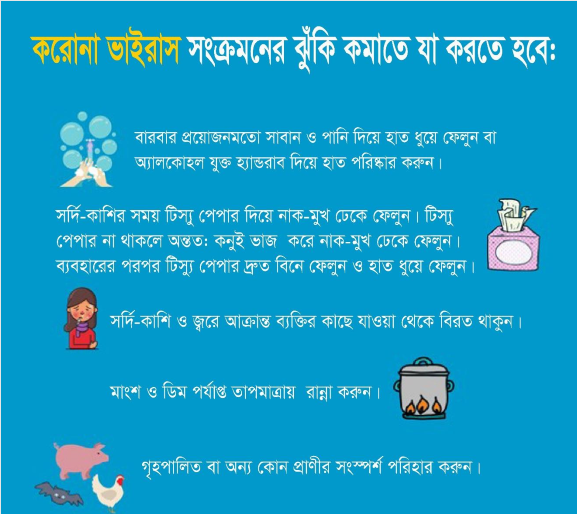 করোনা ভাইরাস সংক্রমনের ঝুঁকি কমাতে যা করতে হবে:
বারবার প্রয়োজনমতো সাবান ও পানি দিয়ে হাত ধুয়ে ফেলুন বা
অ্যালকোহল যুক্ত হ্যান্ডরাব দিয়ে হাত পরিষ্কার করুন।
সর্দি-কাশির সময় টিস্যু পেপার দিয়ে নাক-মুখ ঢেকে ফেলুন। টিস্যু
পেপার না থাকলে অন্তত: কনুই ভাজ করে নাক-মুখ ঢেকে ফেলুন।
ব্যবহারের পরপর টিস্যু পেপার দ্রুত বিনে ফেলুন ও হাত ধুয়ে ফেলুন।
সর্দি-কাশি ও জ্বরে আক্রান্ত ব্যক্তির কাছে যাওয়া থেকে বিরত থাকুন।
মাংশ ও ডিম পর্যাপ্ত তাপমাত্রায় রান্না করুন।
গৃহপালিত বা অন্য কোন প্রাণীর সংস্পর্শ পরিহার করুন।